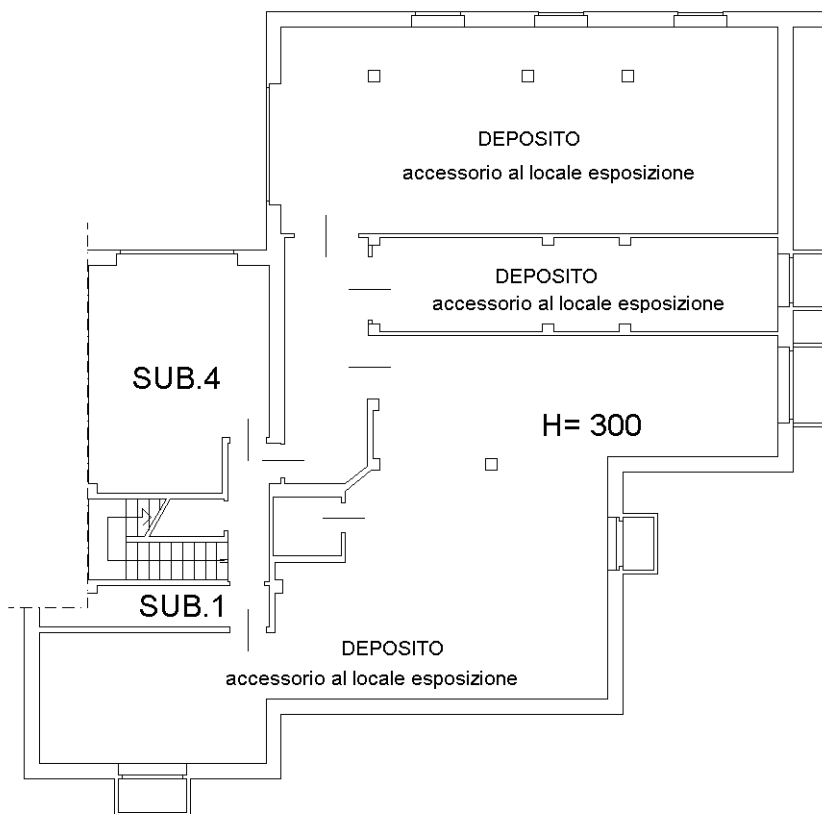 DEPOSITO
accessorio al locale esposizione
DEPOSITO
accessorio al locale esposizione
SUB.4
H= 300
SUB.1
DEPOSITO
accessorio al locale esposizione